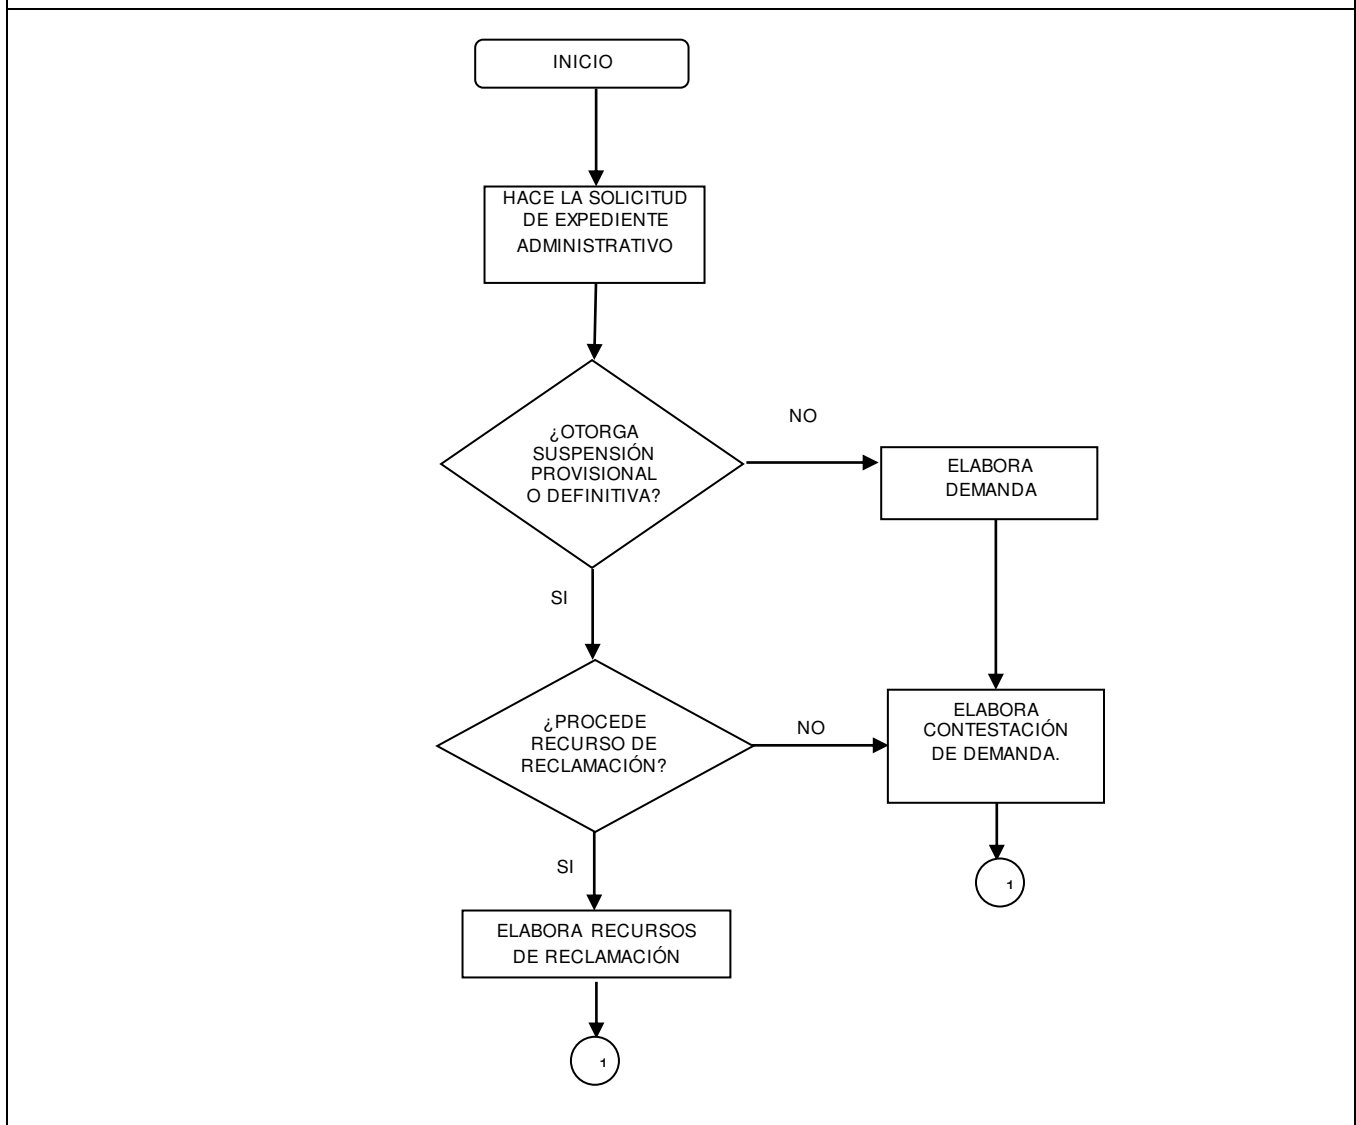 INICIO
HACE LA SOLICITUD
DE EXPEDIENTE
ADMINISTRATIVO
¿OTORGA
SUSPENSIÓN
PROVISIONAL
O DEFINITIVA?
NO
ELABORA
DEMANDA
SI
¿PROCEDE
RECURSO DE
RECLAMACIÓN?
NO
ELABORA
CONTESTACIÓN
DE DEMANDA.
1
SI
ELABORA RECURSOS
DE RECLAMACIÓN
1